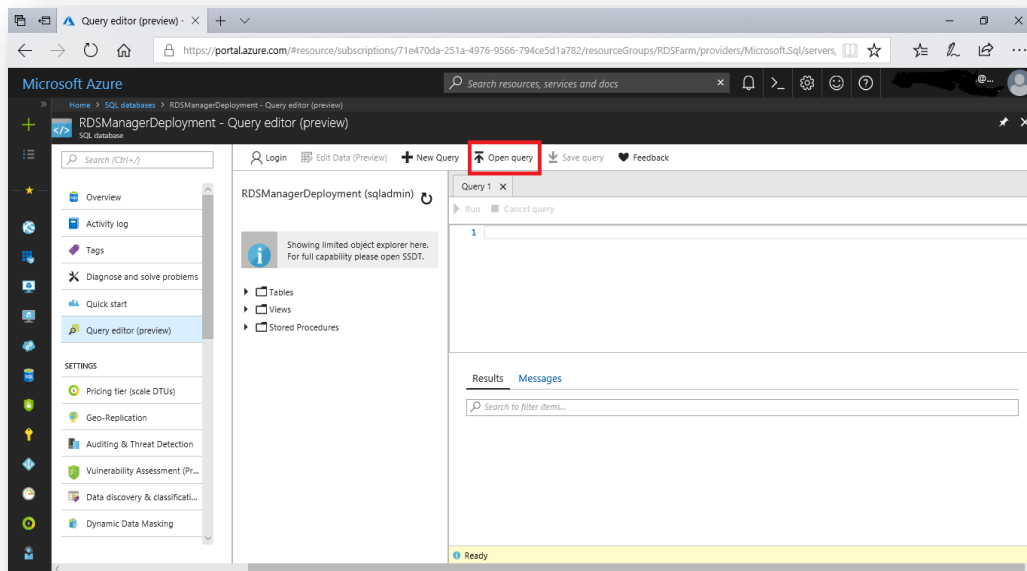 Query editor (preview) ·
https://portal.azure.com/#resource/subscriptions/71e470da-251a-4976-9566-794ce5d1a782/resourceGroups/RDSFarm/providers/Microsoft.Sql/servers,
Microsoft Azure
Search resources, services and docs
@...
Home > SQL databases > RDSManagerDeployment - Query editor (preview)
RDSManagerDeployment - Query editor (preview)
SQL database
Search (Ctrl+/)
Login
Edit Data (Preview)
New Query
Open query
Save query
Feedback
Overview
Activity log
Tags
Diagnose and solve problems
Quick start
Query editor (preview)
SETTINGS
Pricing tier (scale DTUs)
Geo-Replication
Auditing & Threat Detection
Vulnerability Assessment (Pr...
Data discovery & classificati...
Dynamic Data Masking
RDSManagerDeployment (sqladmin)
Showing limited object explorer here.
For full capability please open SSDT.
Tables
Views
Stored Procedures
Query 1
Run
Cancel query
1
Results
Messages
Search to filter items...
Ready